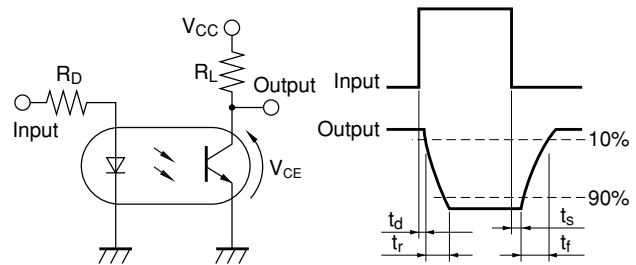 VCC
RD
RL
Output
Input
VCE
Input
Output
10%
90%
td
ts
tr
tf